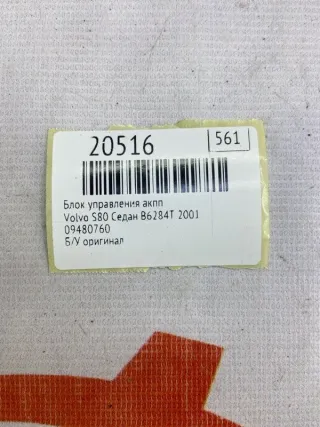 20516
561
Блок управления акпп
Volvo S80 Седан B6284T 2001
09480760
Б/У оригинал